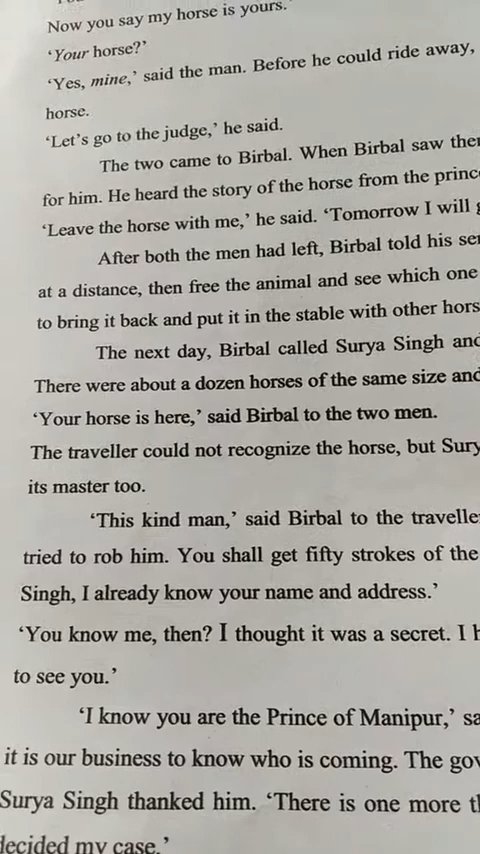 Now you say my horse is yours.'
'Your horse?'
'Yes, mine,' said the man. Before he could ride away,
horse.
'Let's go to the judge,' he said.
The two came to Birbal. When Birbal saw
for him. He heard the story of the horse from the
'Leave the horse with me,' he said. 'Tomorrow I will
After both the men had left, Birbal told his
at a distance, then free the animal and see which one
to bring it back and put it in the stable with other
The next day, Birbal called Surya Singh and
There were about a dozen horses of the same size and
'Your horse is here,' said Birbal to the two men.
The traveller could not recognize the horse, but
its master too.
'This kind man,' said Birbal to the
tried to rob him. You shall get fifty strokes of the
Singh, I already know your name and address.'
'You know me, then? I thought it was a secret. I
to see you.'
'I know you are the Prince of Manipur,'
it is our business to know who is coming. The
Surya Singh thanked him. 'There is one more
decided my case.'